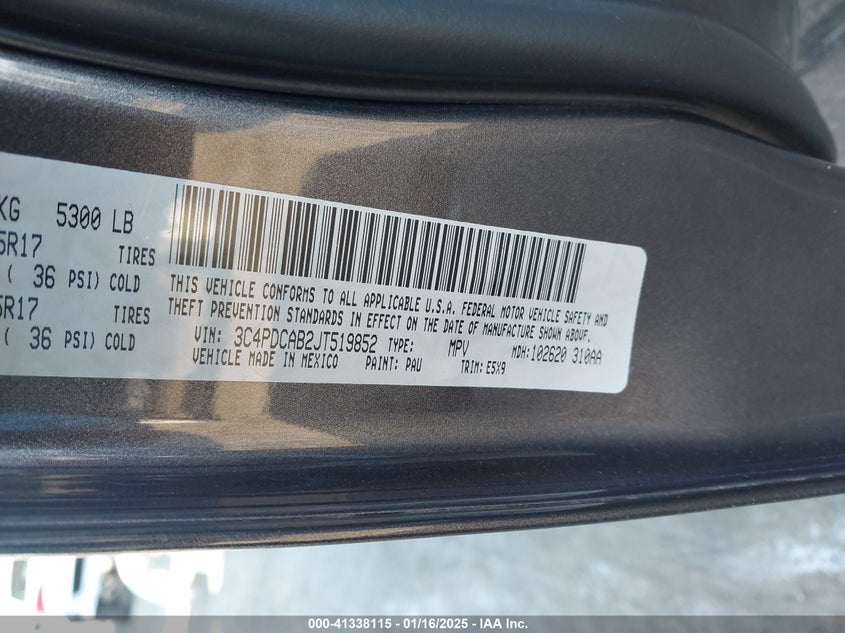 KG 5300 LB
5R17 TIRES
( 36 PSI) COLD
5R17 TIRES
( 36 PSI) COLD
THIS VEHICLE CONFORMS TO ALL APPLICABLE U.S.A. FEDERAL MOTOR VEHICLE SAFETY AND
THEFT PREVENTION STANDARDS IN EFFECT ON THE DATE OF MANUFACTURE SHOWN ABOVE.
VIN: 3C4PDCAB2JT519852 TYPE: MPV MDH: 102620 310AA
VEHICLE MADE IN MEXICO PAINT: PAU TRIM: E5X9
000-41338115 - 01/16/2025 - IAA Inc.